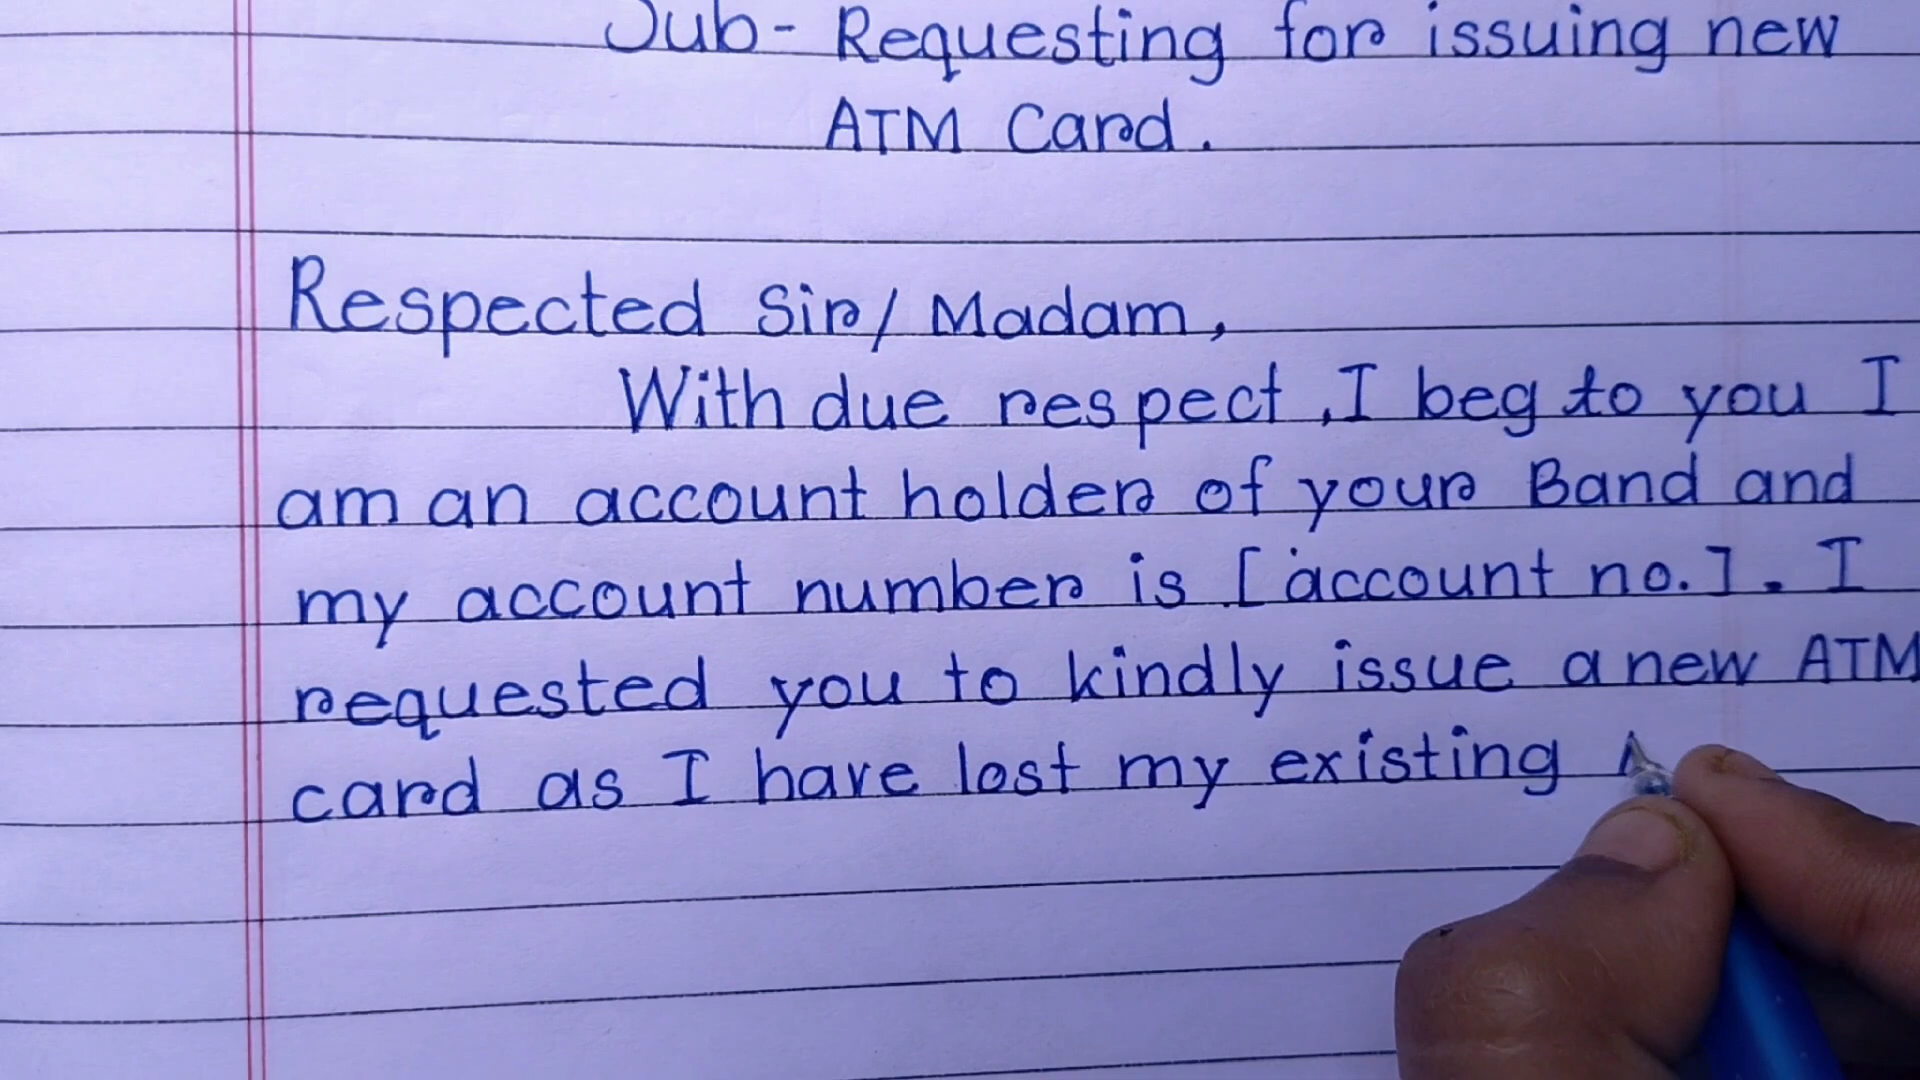 Sub- Requesting for issuing new
ATM Card.
Respected Sir/ Madam,
With due respect, I beg to you I
am an account holder of your Band and
my account number is [account no.]. I
requested you to kindly issue a new ATM
card as I have lost my existing